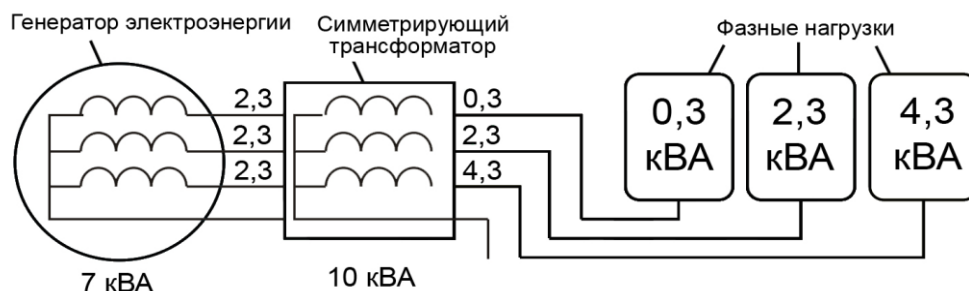 Генератор электроэнергии
Симметрирующий
трансформатор
Фазные нагрузки
2,3
2,3
2,3
0,3
2,3
4,3
0,3
кВА
2,3
кВА
4,3
кВА
7 кВА
10 кВА